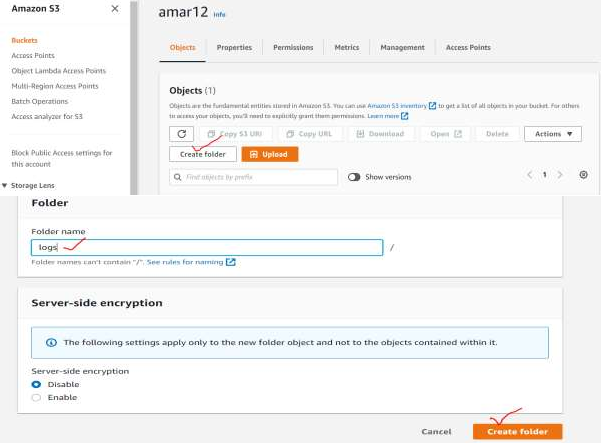 Amazon S3
amar12 Info
Buckets
Access Points
Object Lambda Access Points
Multi-Region Access Points
Batch Operations
Access analyzer for S3
Block Public Access settings for
this account
Storage Lens
Objects Properties Permissions Metrics Management Access Points
Objects (1)
Objects are the fundamental entities stored in Amazon S3. You can use Amazon S3 inventory to get a list of all objects in your bucket. For others
to access your objects, you'll need to explicitly grant them permissions. Learn more
Copy S3 URI Copy URL Download Open Delete Actions
Create folder Upload
Find objects by prefix Show versions 1
Folder
Folder name
logs /
Folder names can't contain "/". See rules for naming
Server-side encryption
The following settings apply only to the new folder object and not to the objects contained within it.
Server-side encryption
Disable
Enable
Cancel Create folder